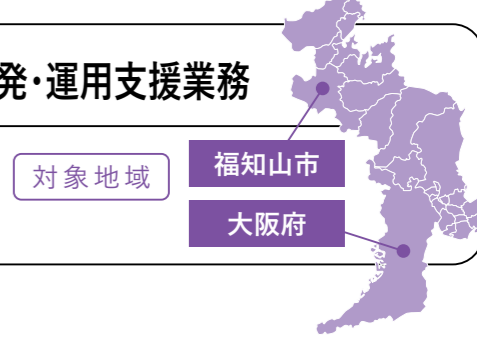 発・運用支援業務
対象地域
福知山市
大阪府